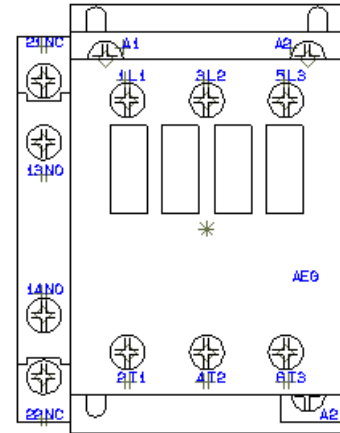 21NC A1 A2
1L1 3L2 5L3
13NO
AEG
14NO
2T1 4T2 6T3
22NC A2